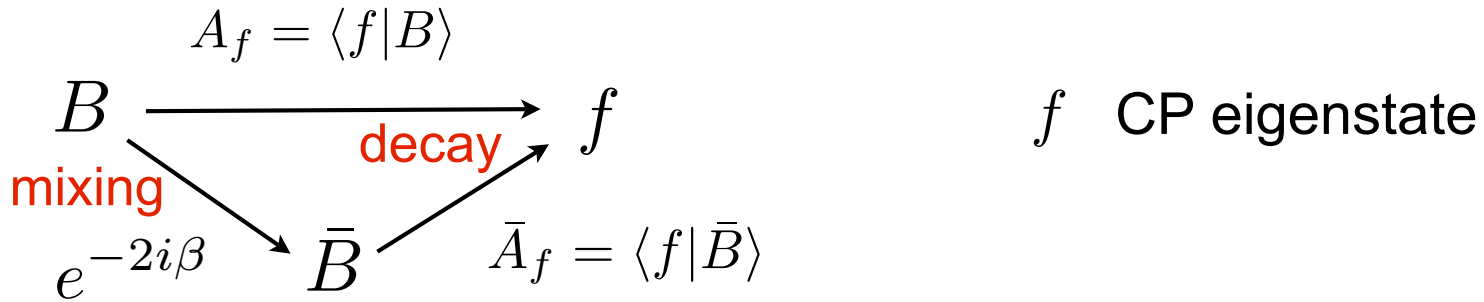 A_f = ⟨f|B⟩
B f f CP eigenstate
decay
mixing
e^{-2iβ} B̄ Ā_f = ⟨f|B̄⟩